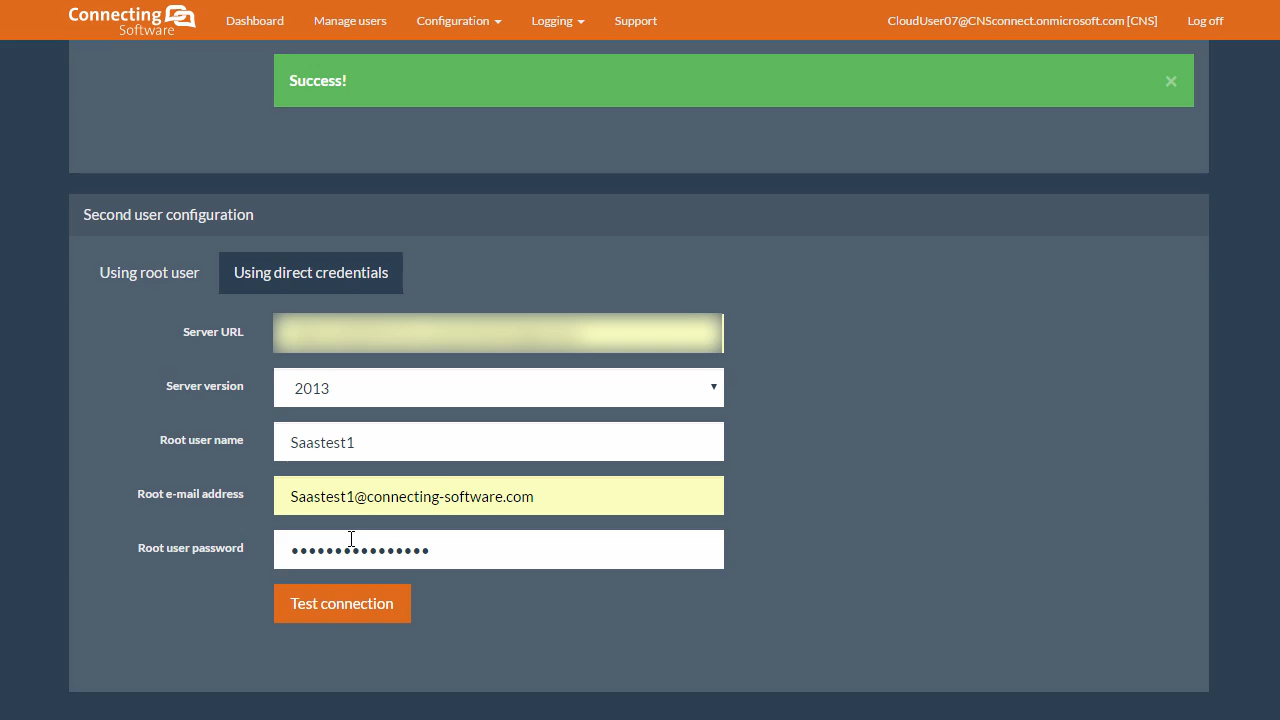 Connecting Software
Dashboard
Manage users
Configuration
Logging
Support
CloudUser07@CNSconnect.onmicrosoft.com [CNS]
Log off
Success!
×
Second user configuration
Using root user
Using direct credentials
Server URL
Server version
2013
Root user name
Saastest1
Root e-mail address
Saastest1@connecting-software.com
Root user password
••••••••••••••••
Test connection